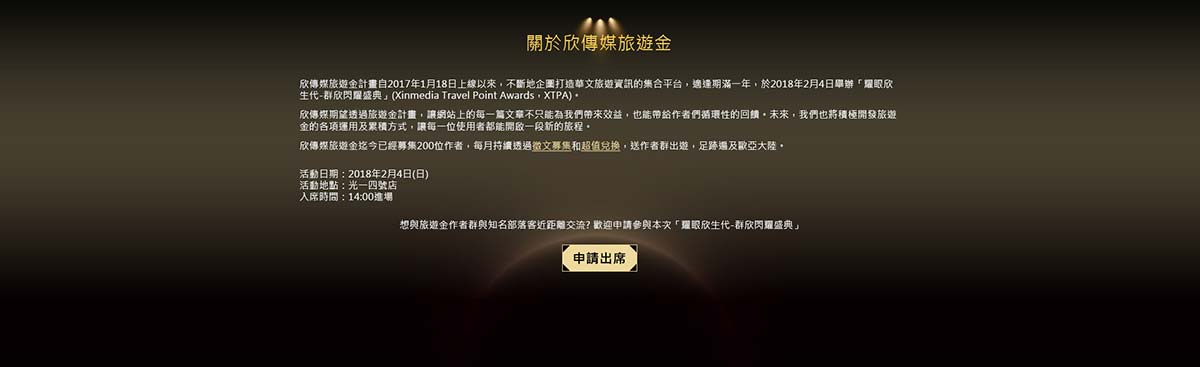 關於欣傳媒旅遊金
欣傳媒旅遊金計畫自2017年1月18日上線以來，不斷地企圖打造華文旅遊資訊的集合平台，適逢期滿一年，於2018年2月4日舉辦「耀眼欣
生代-群欣閃耀盛典」(Xinmedia Travel Point Awards，XTPA)。
欣傳媒期望透過旅遊金計畫，讓網站上的每一篇文章不只能為我們帶來效益，也能帶給作者們循環性的回饋。未來，我們也將積極開發旅遊
金的各項運用及累積方式，讓每一位使用者都能開啟一段新的旅程。
欣傳媒旅遊金迄今已經募集200位作者，每月持續透過徵文募集和超值兌換，送作者群出遊，足跡遍及歐亞大陸。
活動日期：2018年2月4日(日)
活動地點：光一四號店
入席時間：14:00進場
想與旅遊金作者群與知名部落客近距離交流? 歡迎申請參與本次「耀眼欣生代-群欣閃耀盛典」
申請出席